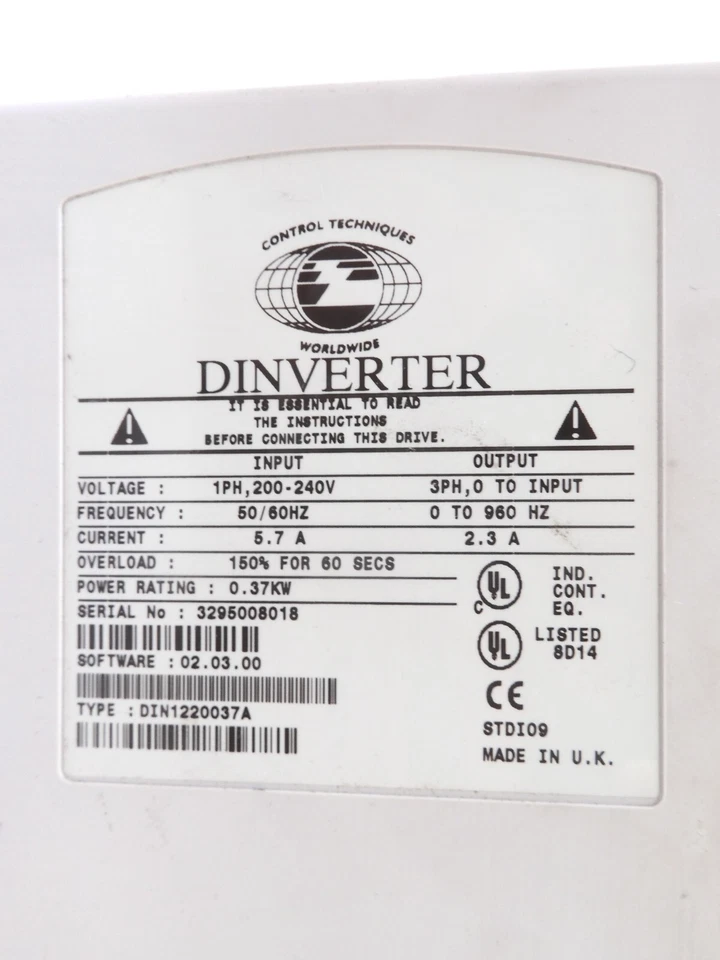 CONTROL TECHNIQUES
WORLDWIDE
DINVERTER
IT IS ESSENTIAL TO READ
THE INSTRUCTIONS
BEFORE CONNECTING THIS DRIVE.
INPUT OUTPUT
VOLTAGE : 1PH,200-240V 3PH,0 TO INPUT
FREQUENCY : 50/60HZ 0 TO 960 HZ
CURRENT : 5.7 A 2.3 A
OVERLOAD : 150% FOR 60 SECS
POWER RATING : 0.37KW
SERIAL No : 3295008018
SOFTWARE : 02.03.00
TYPE : DIN1220037A
C UL
IND.
CONT.
EQ.
UL
LISTED
8D14
CE
STDI09
MADE IN U.K.